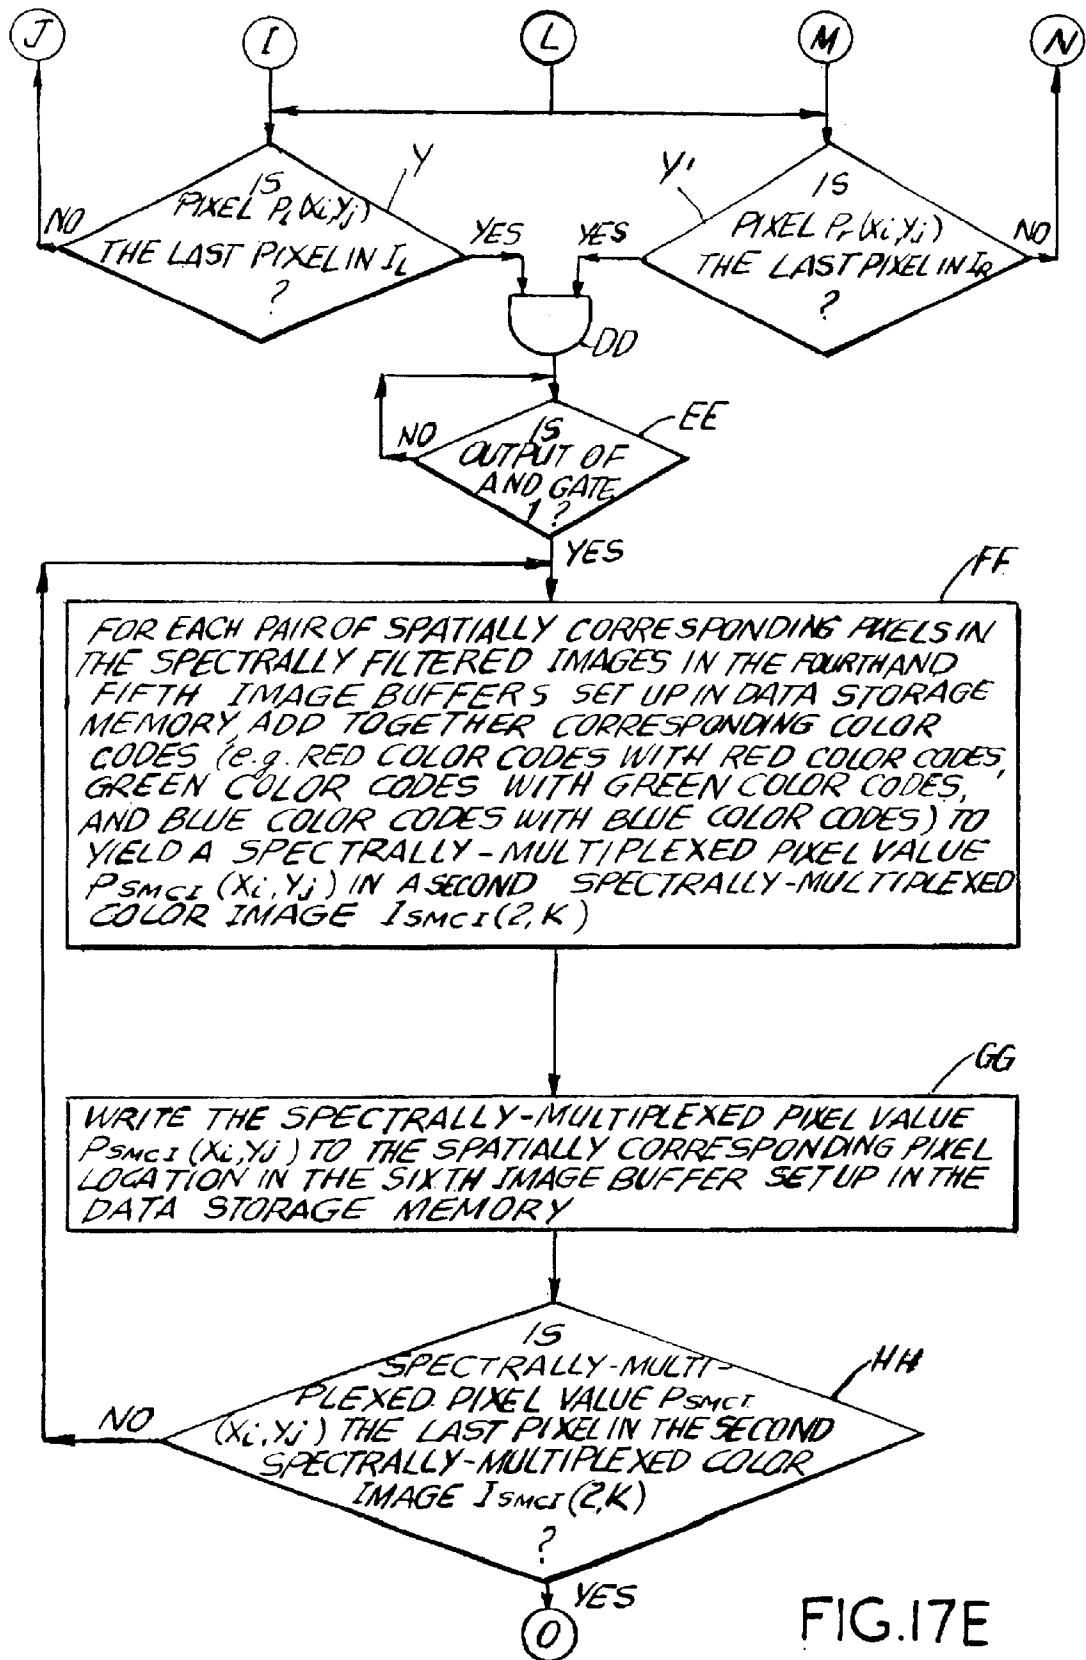 J I L M N
Y
IS
PIXEL PL(Xi,Yj)
THE LAST PIXEL IN IL
?
NO
YES
Y'
IS
PIXEL Pr(Xi,Yj)
THE LAST PIXEL IN IR
?
YES
NO
DD
EE
IS
OUTPUT OF
AND GATE
1 ?
NO
YES
FF
FOR EACH PAIR OF SPATIALLY CORRESPONDING PIXELS IN
THE SPECTRALLY FILTERED IMAGES IN THE FOURTH AND
FIFTH IMAGE BUFFERS SET UP IN DATA STORAGE
MEMORY, ADD TOGETHER CORRESPONDING COLOR
CODES (e.g. RED COLOR CODES WITH RED COLOR CODES,
GREEN COLOR CODES WITH GREEN COLOR CODES,
AND BLUE COLOR CODES WITH BLUE COLOR CODES) TO
YIELD A SPECTRALLY-MULTIPLEXED PIXEL VALUE
PSMCI (Xi,Yj) IN A SECOND SPECTRALLY-MULTIPLEXED
COLOR IMAGE ISMCI(2,K)
GG
WRITE THE SPECTRALLY-MULTIPLEXED PIXEL VALUE
PSMCI (Xi,Yj) TO THE SPATIALLY CORRESPONDING PIXEL
LOCATION IN THE SIXTH IMAGE BUFFER SET UP IN THE
DATA STORAGE MEMORY
HH
IS
SPECTRALLY-MULTI-
PLEXED PIXEL VALUE PSMCI
(Xi,Yj) THE LAST PIXEL IN THE SECOND
SPECTRALLY-MULTIPLEXED COLOR
IMAGE ISMCI(2,K)
?
NO
YES
O
FIG.17E